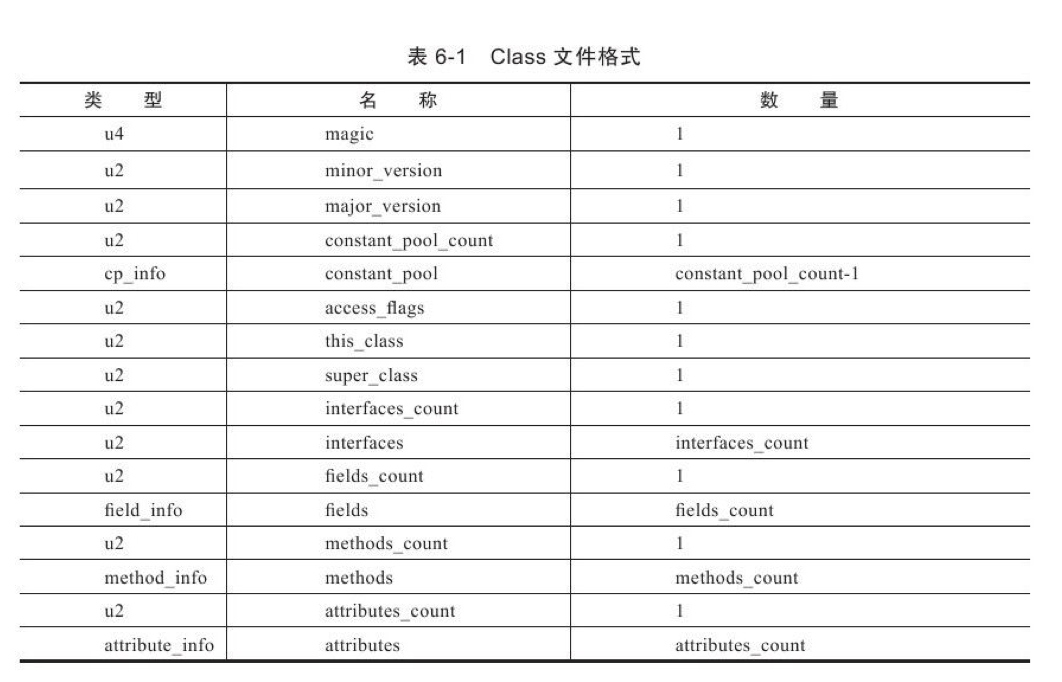 表 6-1 Class 文件格式
类 型 名 称 数 量
u4 magic 1
u2 minor_version 1
u2 major_version 1
u2 constant_pool_count 1
cp_info constant_pool constant_pool_count-1
u2 access_flags 1
u2 this_class 1
u2 super_class 1
u2 interfaces_count 1
u2 interfaces interfaces_count
u2 fields_count 1
field_info fields fields_count
u2 methods_count 1
method_info methods methods_count
u2 attributes_count 1
attribute_info attributes attributes_count